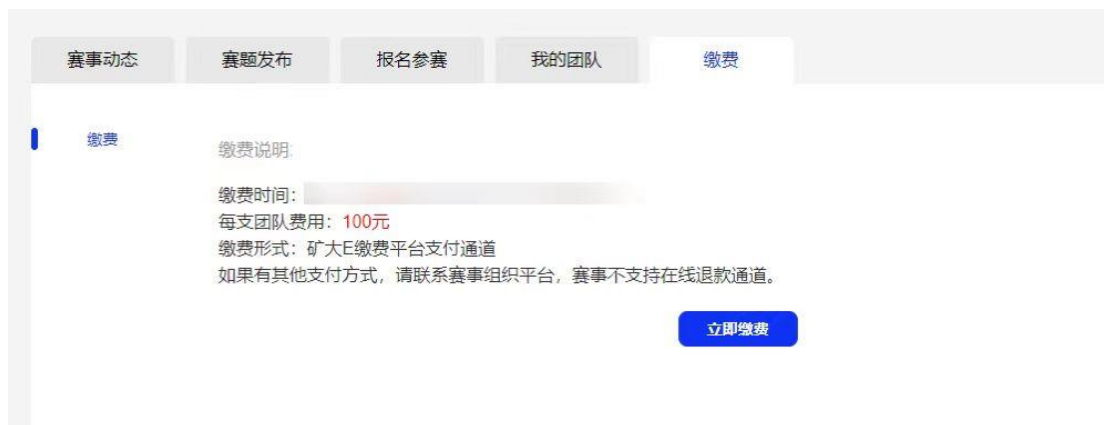 赛事动态 赛题发布 报名参赛 我的团队 缴费
缴费
缴费说明:
缴费时间:
每支团队费用：100元
缴费形式：矿大E缴费平台支付通道
如果有其他支付方式，请联系赛事组织平台，赛事不支持在线退款通道。
立即缴费